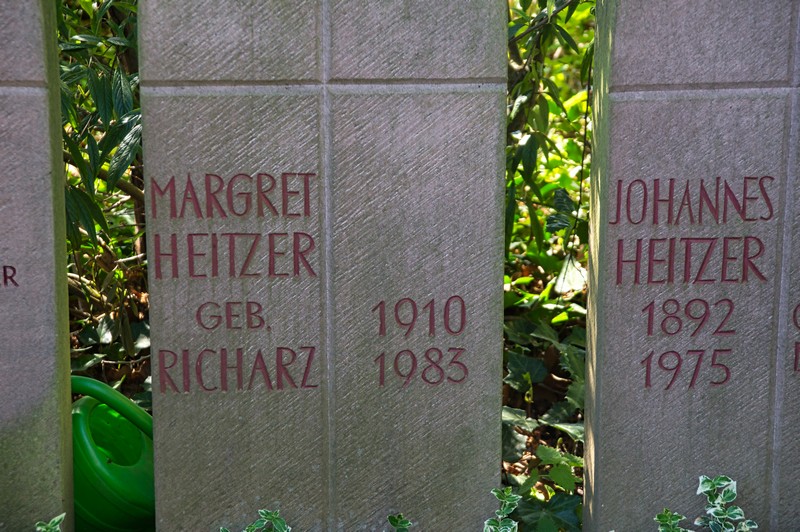 MARGRET
HEITZER
GEB.
RICHARZ
1910
1983
JOHANNES
HEITZER
1892
1975